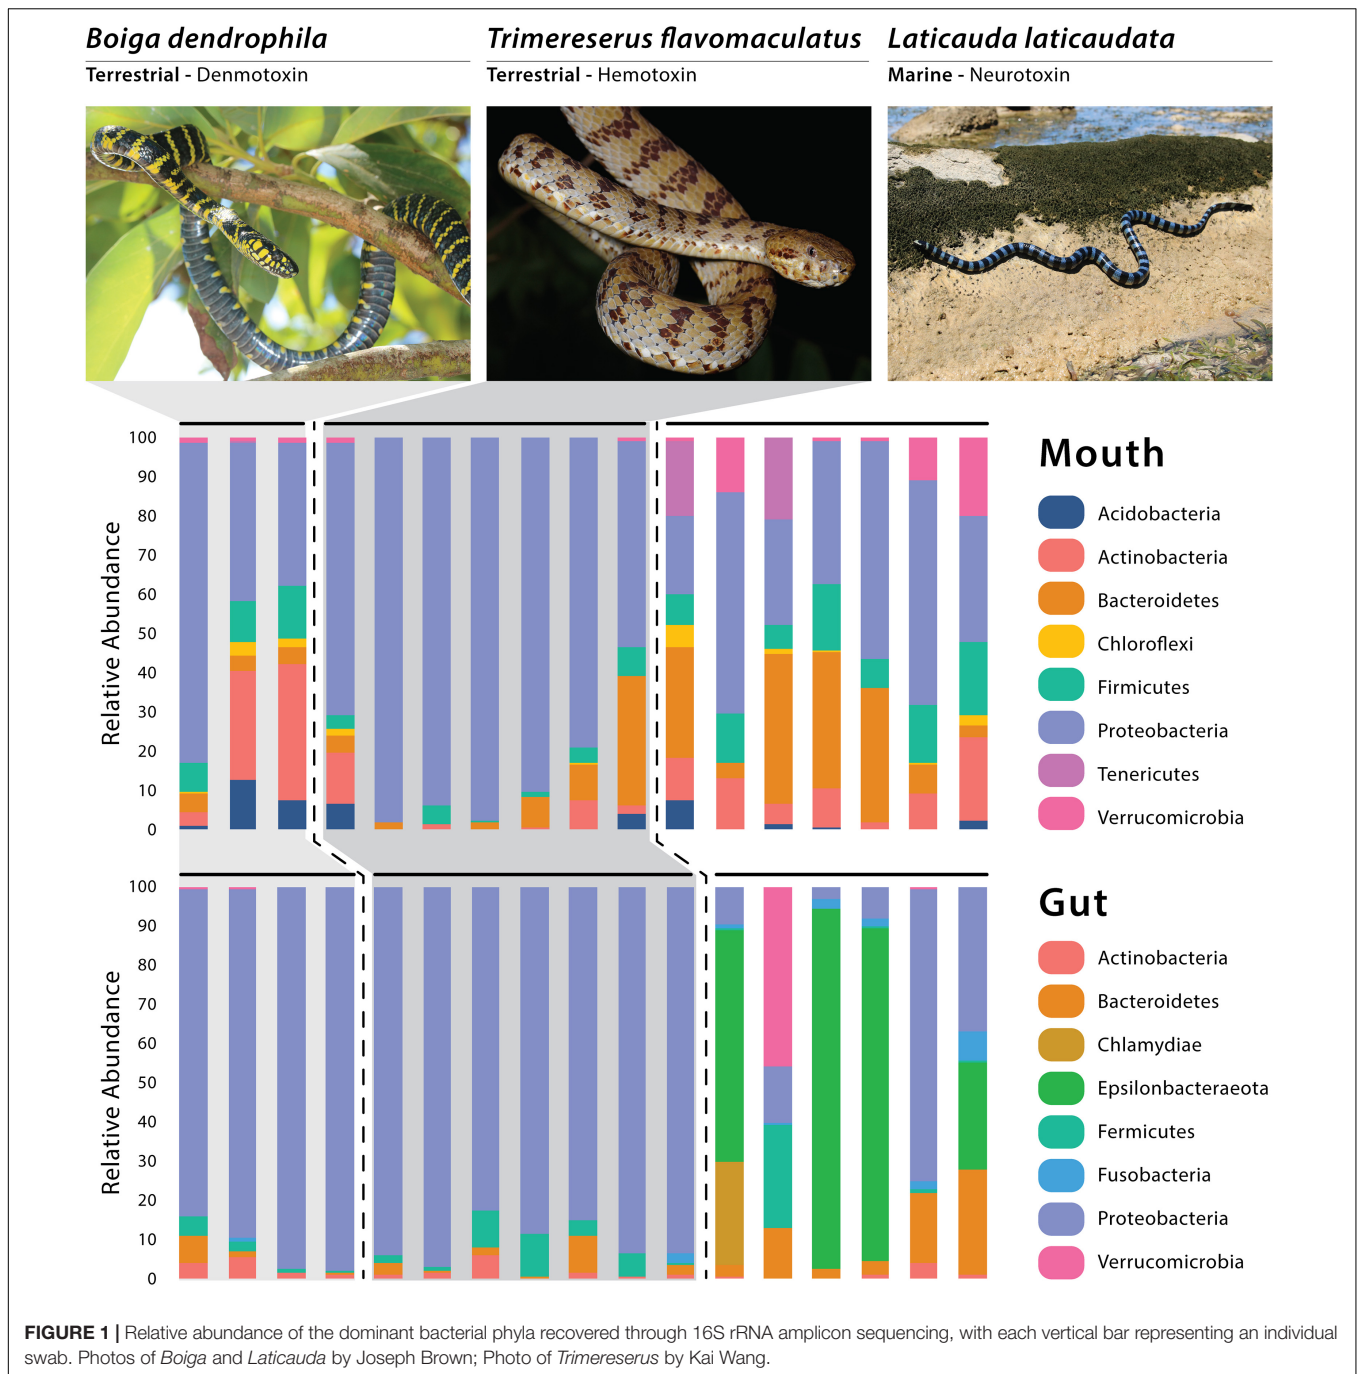 Boiga dendrophila
Terrestrial - Denmotoxin
Trimereserus flavomaculatus
Terrestrial - Hemotoxin
Laticauda laticaudata
Marine - Neurotoxin
Relative Abundance
100
90
80
70
60
50
40
30
20
10
0
Mouth
Acidobacteria
Actinobacteria
Bacteroidetes
Chloroflexi
Firmicutes
Proteobacteria
Tenericutes
Verrucomicrobia
Relative Abundance
100
90
80
70
60
50
40
30
20
10
0
Gut
Actinobacteria
Bacteroidetes
Chlamydiae
Epsilonbacteraeota
Fermicutes
Fusobacteria
Proteobacteria
Verrucomicrobia
FIGURE 1 | Relative abundance of the dominant bacterial phyla recovered through 16S rRNA amplicon sequencing, with each vertical bar representing an individual
swab. Photos of Boiga and Laticauda by Joseph Brown; Photo of Trimereserus by Kai Wang.